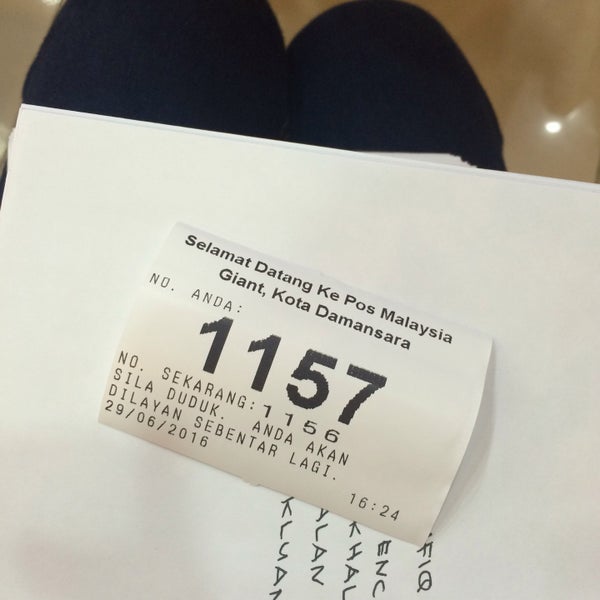 Selamat Datang Ke Pos Malaysia
Giant, Kota Damansara
NO. ANDA:
1157
NO. SEKARANG: 1156
SILA DUDUK. ANDA AKAN
DILAYAN SEBENTAR LAGI.
29/06/2016 16:24